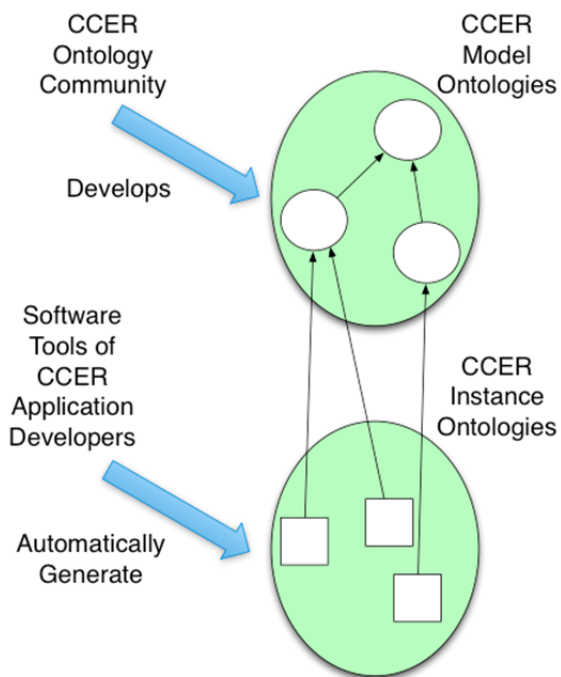 CCER
Ontology
Community
Develops
CCER
Model
Ontologies
Software
Tools of
CCER
Application
Developers
Automatically
Generate
CCER
Instance
Ontologies